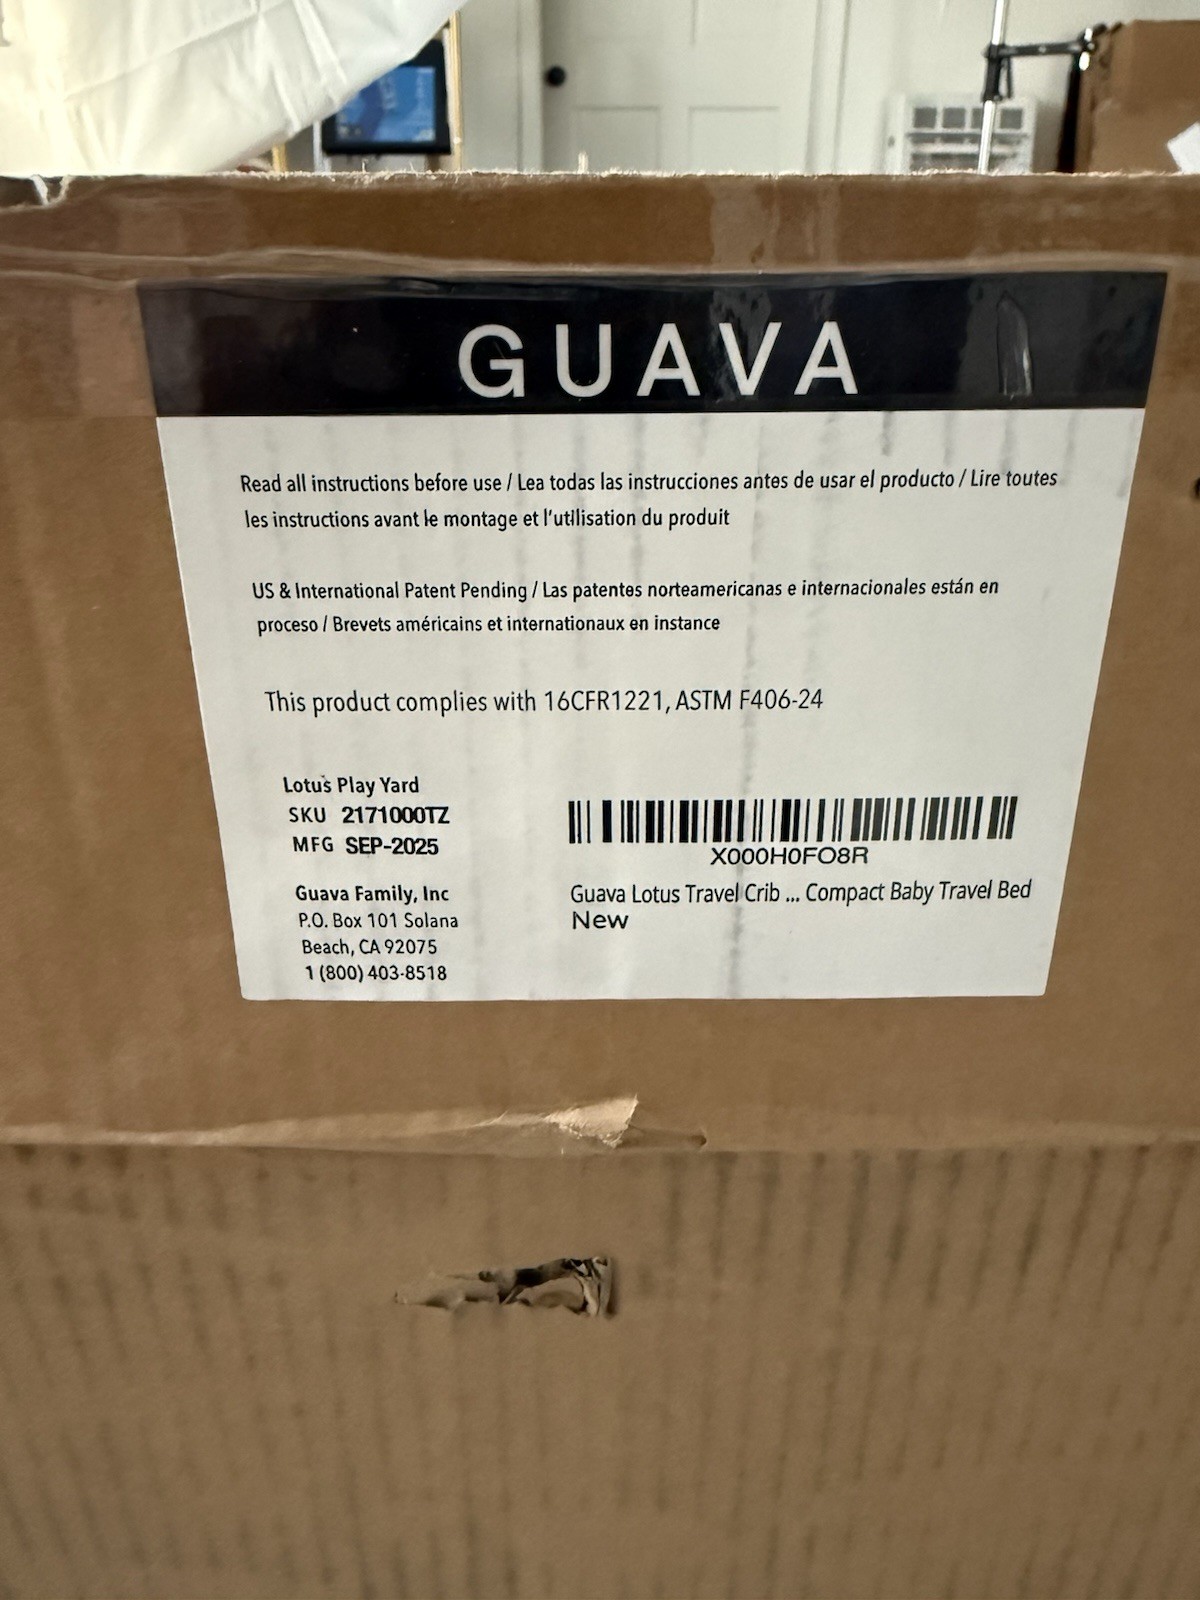 GUAVA
Read all instructions before use / Lea todas las instrucciones antes de usar el producto / Lire toutes
les instructions avant le montage et l'utilisation du produit
US & International Patent Pending / Las patentes norteamericanas e internacionales están en
proceso / Brevets américains et internationaux en instance
This product complies with 16CFR1221, ASTM F406-24
Lotus Play Yard
SKU 2171000TZ
MFG SEP-2025
Guava Family, Inc
P.O. Box 101 Solana
Beach, CA 92075
1 (800) 403-8518
X000H0FO8R
Guava Lotus Travel Crib ... Compact Baby Travel Bed
New